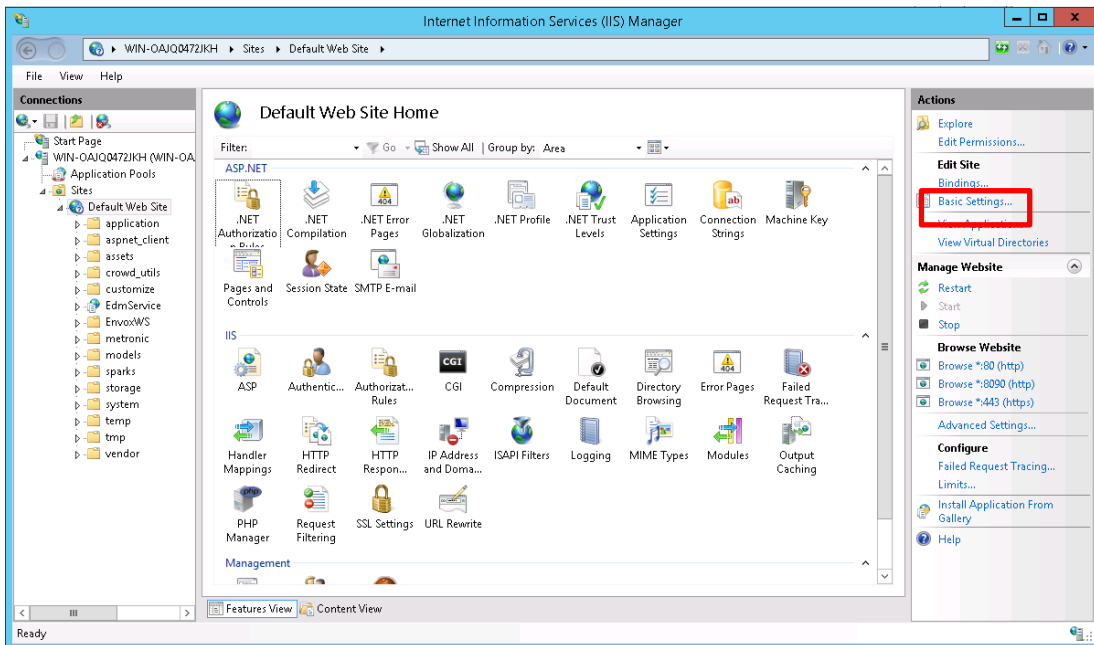 Internet Information Services (IIS) Manager
WIN-OAJQ0472JKH Sites Default Web Site
File View Help
Connections
Start Page
WIN-OAJQ0472JKH (WIN-OA
Application Pools
Sites
Default Web Site
application
aspnet_client
assets
crowd_utils
customize
EdmService
EnvoxWS
metronic
models
sparks
storage
system
temp
tmp
vendor
Default Web Site Home
Filter: Go Show All Group by: Area
ASP.NET
.NET Authorizatio n Rules
.NET Compilation
.NET Error Pages
.NET Globalization
.NET Profile
.NET Trust Levels
Application Settings
Connection Strings
Machine Key
Pages and Controls
Session State
SMTP E-mail
IIS
ASP
Authentic...
Authorizat... Rules
CGI
Compression
Default Document
Directory Browsing
Error Pages
Failed Request Tra...
Handler Mappings
HTTP Redirect
HTTP Respon...
IP Address and Doma...
ISAPI Filters
Logging
MIME Types
Modules
Output Caching
PHP Manager
Request Filtering
SSL Settings
URL Rewrite
Management
Features View Content View
Actions
Explore
Edit Permissions...
Edit Site
Bindings...
Basic Settings...
View Applications
View Virtual Directories
Manage Website
Restart
Start
Stop
Browse Website
Browse *:80 (http)
Browse *:8090 (http)
Browse *:443 (https)
Advanced Settings...
Configure
Failed Request Tracing...
Limits...
Install Application From
Gallery
Help
Ready